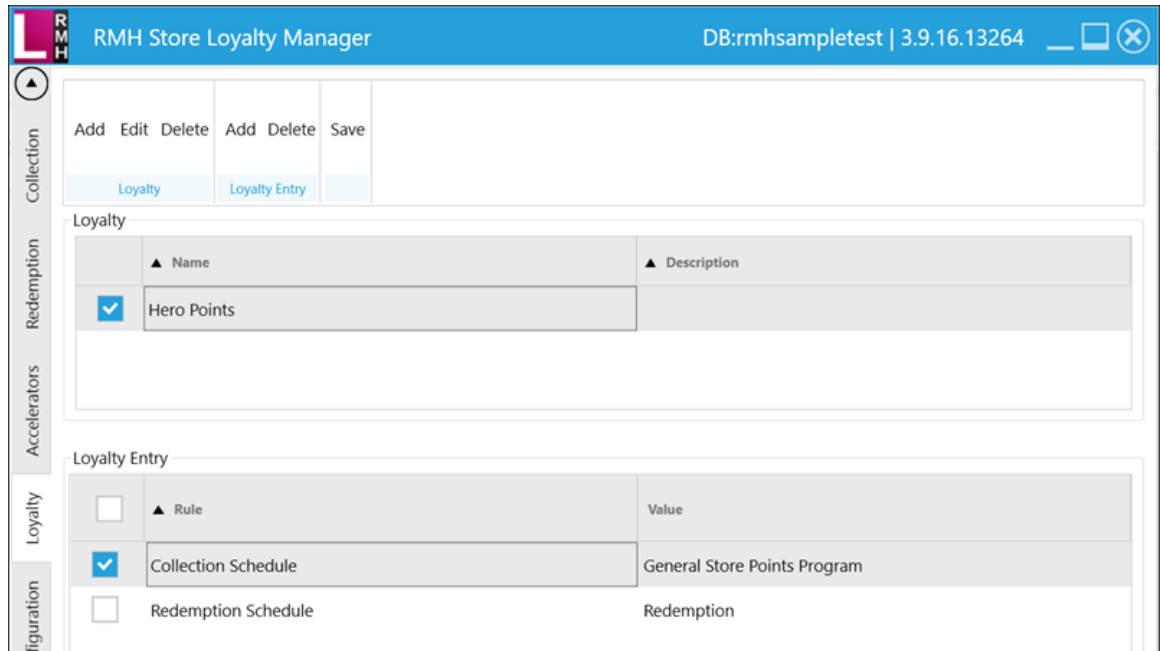 L RMH RMH Store Loyalty Manager DB:rmhsampletest | 3.9.16.13264
Collection
Redemption
Accelerators
Loyalty
figuration
Add Edit Delete Add Delete Save
Loyalty Loyalty Entry
Loyalty
▲ Name ▲ Description
Hero Points
Loyalty Entry
▲ Rule Value
Collection Schedule General Store Points Program
Redemption Schedule Redemption